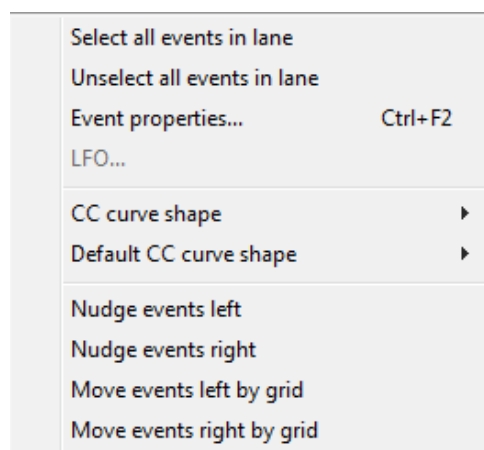 Select all events in lane
Unselect all events in lane
Event properties... Ctrl+F2
LFO...
CC curve shape
Default CC curve shape
Nudge events left
Nudge events right
Move events left by grid
Move events right by grid